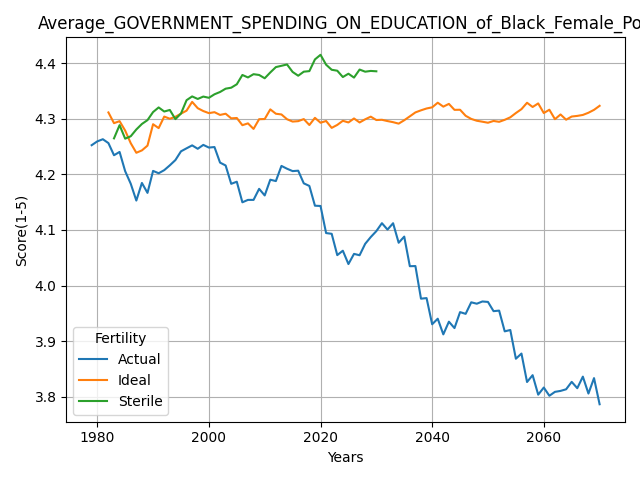 Average_GOVERNMENT_SPENDING_ON_EDUCATION_of_Black_Female_Po
4.4
4.3
4.2
4.1
4.0
3.9
3.8
Score(1-5)
Fertility
Actual
Ideal
Sterile
1980 2000 2020 2040 2060
Years